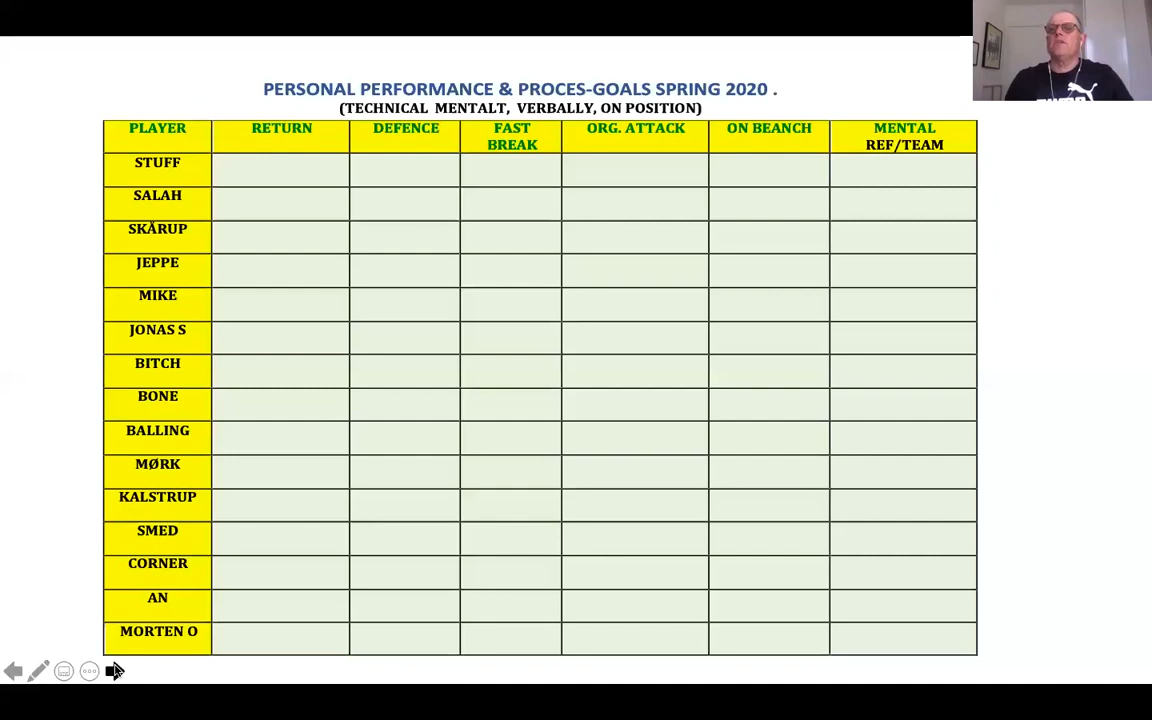 PERSONAL PERFORMANCE & PROCES-GOALS SPRING 2020 .
(TECHNICAL MENTALT, VERBALLY, ON POSITION)
PLAYER RETURN DEFENCE FAST BREAK ORG. ATTACK ON BEANCH MENTAL REF/TEAM
STUFF
SALAH
SKÅRUP
JEPPE
MIKE
JONAS S
BITCH
BONE
BALLING
MØRK
KALSTRUP
SMED
CORNER
AN
MORTEN O